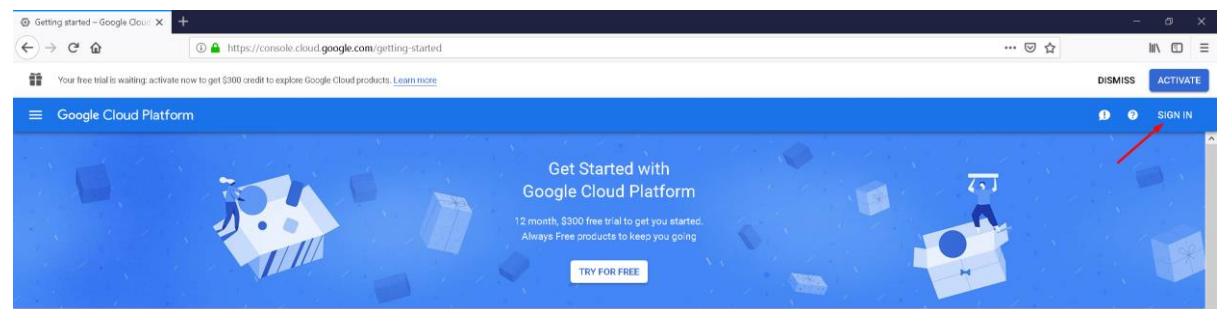 Getting started – Google Cloud
https://console.cloud.google.com/getting-started
Your free trial is waiting: activate now to get $300 credit to explore Google Cloud products. Learn more
DISMISS
ACTIVATE
Google Cloud Platform
SIGN IN
Get Started with
Google Cloud Platform
12 month, $300 free trial to get you started.
Always Free products to keep you going
TRY FOR FREE